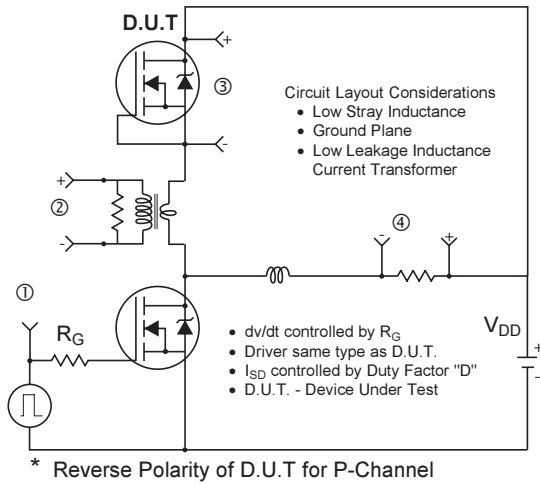 D.U.T
+
③
-
Circuit Layout Considerations
• Low Stray Inductance
• Ground Plane
• Low Leakage Inductance
Current Transformer
+
②
-
④
-
+
①
R_G
• dv/dt controlled by R_G
• Driver same type as D.U.T.
• I_SD controlled by Duty Factor "D"
• D.U.T. - Device Under Test
V_DD
+
-
* Reverse Polarity of D.U.T for P-Channel